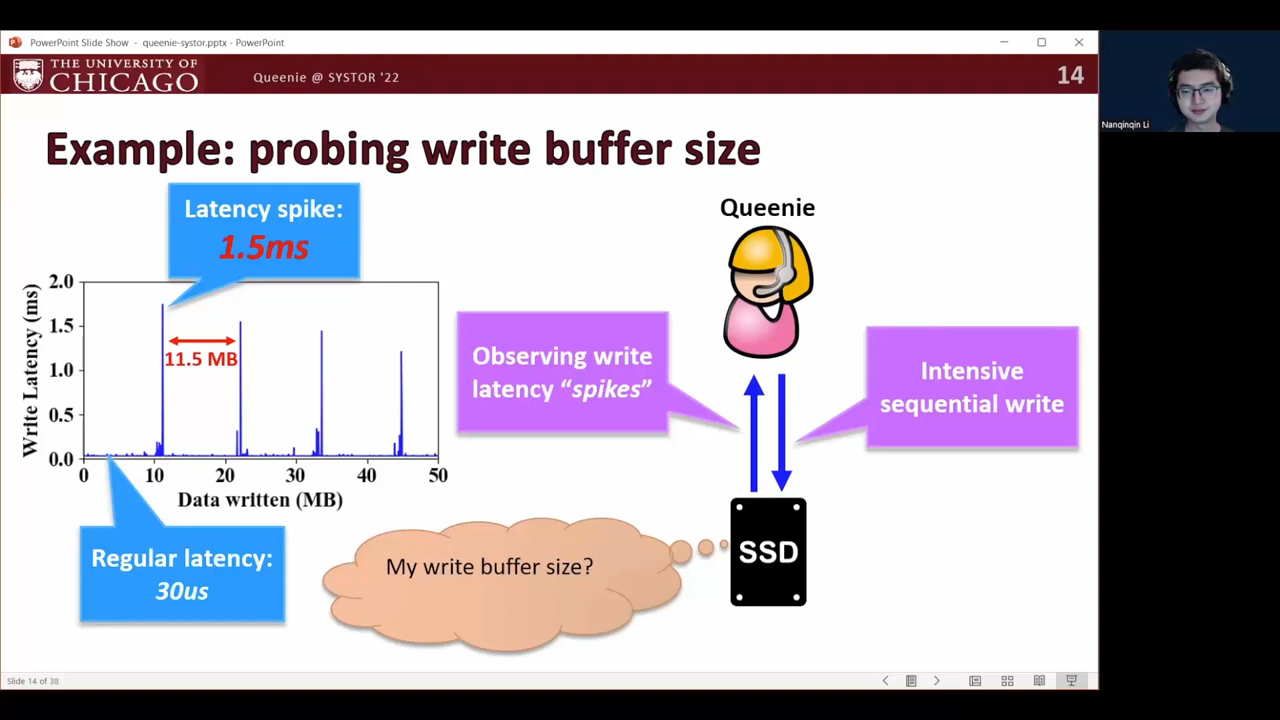 PowerPoint Slide Show - queenie-systor.pptx - PowerPoint
THE UNIVERSITY OF
CHICAGO
Queenie @ SYSTOR '22
14
Nanqinqin Li
Example: probing write buffer size
Latency spike:
1.5ms
Queenie
Write Latency (ms)
2.0
1.5
1.0
0.5
0.0
11.5 MB
0
10
20
30
40
50
Data written (MB)
Regular latency:
30us
Observing write
latency “spikes”
Intensive
sequential write
My write buffer size?
SSD
Slide 14 of 38